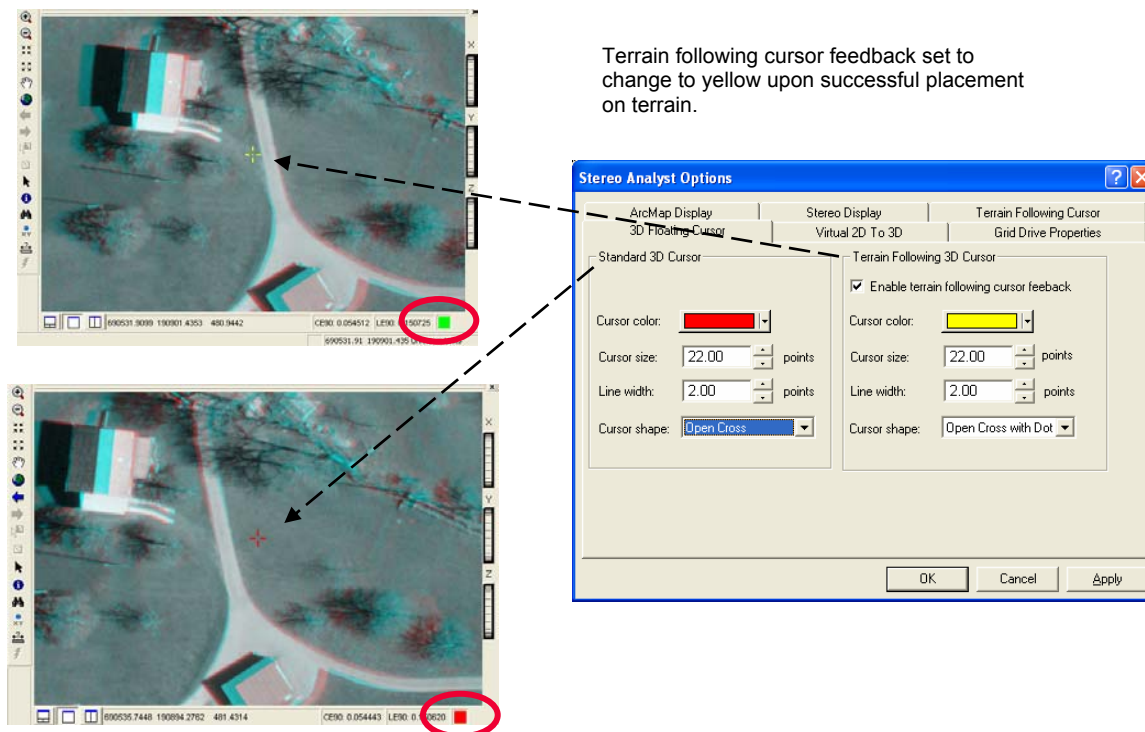 Terrain following cursor feedback set to
change to yellow upon successful placement
on terrain.
X
Y
Z
690531.9099 190901.4353 480.9442
CE90: 0.054512 LE90:
150725
690531.91 190901.435
Stereo Analyst Options
ArcMap Display Stereo Display Terrain Following Cursor
3D Floating Cursor Virtual 2D To 3D Grid Drive Properties
Standard 3D Cursor Terrain Following 3D Cursor
Enable terrain following cursor feeback
Cursor color: Cursor color:
Cursor size: 22.00 points Cursor size: 22.00 points
Line width: 2.00 points Line width: 2.00 points
Cursor shape: Open Cross Cursor shape: Open Cross with Dot
OK Cancel Apply
X
Y
Z
690535.7448 190894.2762 481.4314
CE90: 0.054443 LE90: